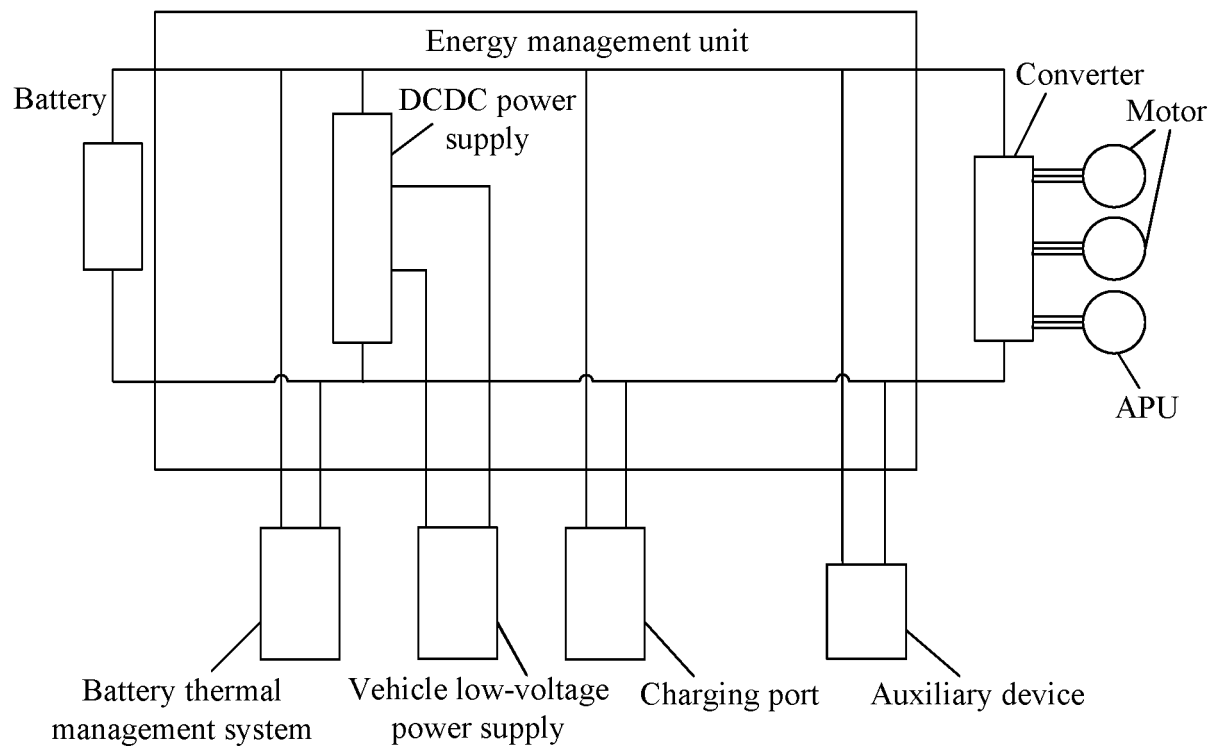 Energy management unit
Battery
DCDC power
supply
Converter
Motor
APU
Battery thermal
management system
Vehicle low-voltage
power supply
Charging port
Auxiliary device